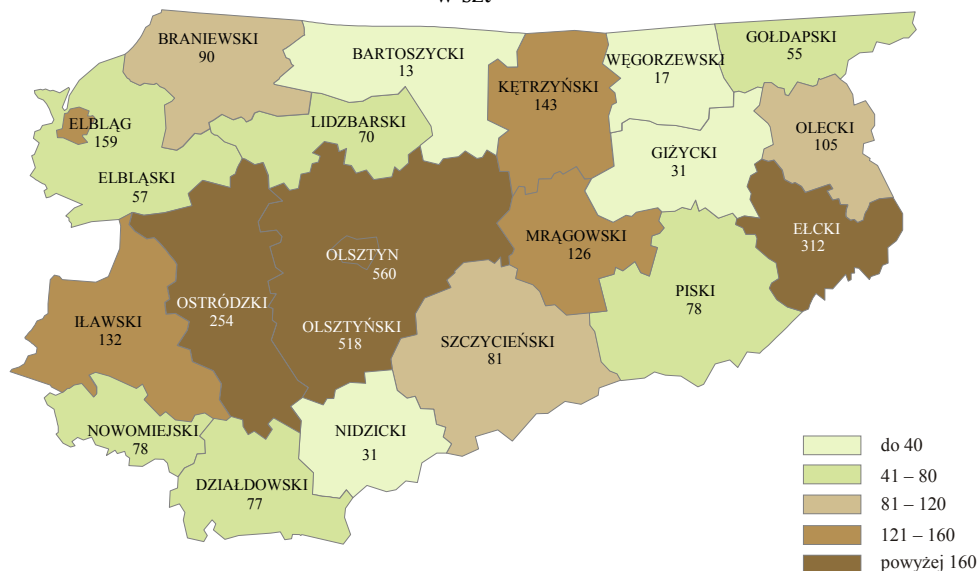 BRANIEWSKI
90
BARTOSZYCKI
13
GOŁDAPSKI
55
WĘGORZEWSKI
17
KĘTRZYŃSKI
143
ELBLĄG
159
LIDZBARSKI
70
OLECKI
105
GIŻYCKI
31
ELBLĄSKI
57
EŁCKI
312
MRĄGOWSKI
126
OLSZTYN
560
PISKI
78
OSTRÓDZKI
254
IŁAWSKI
132
OLSZTYŃSKI
518
SZCZYCIEŃSKI
81
NOWOMIEJSKI
78
NIDZICKI
31
DZIAŁDOWSKI
77
do 40
41 – 80
81 – 120
121 – 160
powyżej 160